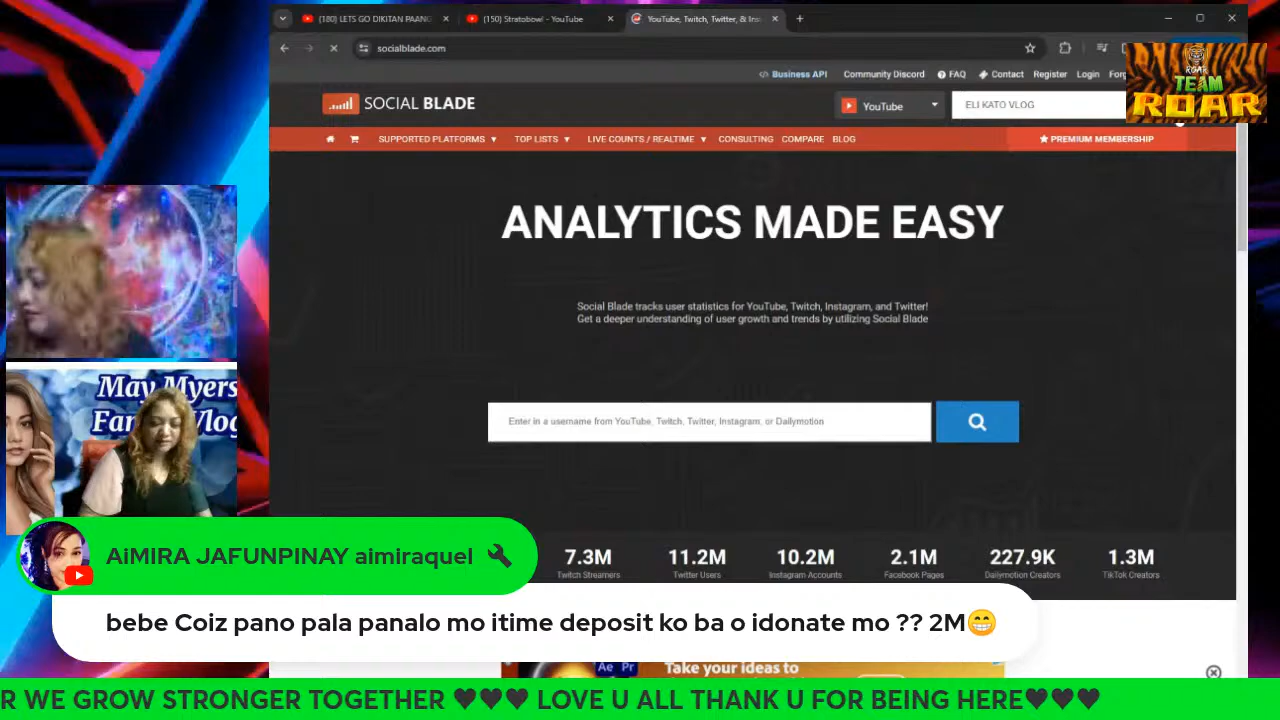 (180) LETS GO DIKITAN PAANG
(150) Stratobowl - YouTube
YouTube, Twitch, Twitter, & Ins
socialblade.com
Business API
Community Discord
FAQ
Contact
Register
Login
SOCIAL BLADE
YouTube
ELI KATO VLOG
ROAR
TEAM
ROAR
SUPPORTED PLATFORMS
TOP LISTS
LIVE COUNTS / REALTIME
CONSULTING
COMPARE
BLOG
PREMIUM MEMBERSHIP
ANALYTICS MADE EASY
Social Blade tracks user statistics for YouTube, Twitch, Instagram, and Twitter!
Get a deeper understanding of user growth and trends by utilizing Social Blade
Enter in a username from YouTube, Twitch, Twitter, Instagram, or Dailymotion
May Myers
7.3M
Twitch Streamers
11.2M
Twitter Users
10.2M
Instagram Accounts
2.1M
Facebook Pages
227.9K
Dailymotion Creators
1.3M
TikTok Creators
AiMIRA JAFUNPINAY aimiraquel
bebe Coiz pano pala panalo mo itime deposit ko ba o idonate mo ?? 2M😁
Ae Pr
Take your ideas to
R WE GROW STRONGER TOGETHER ♥♥♥ LOVE U ALL THANK U FOR BEING HERE♥♥♥